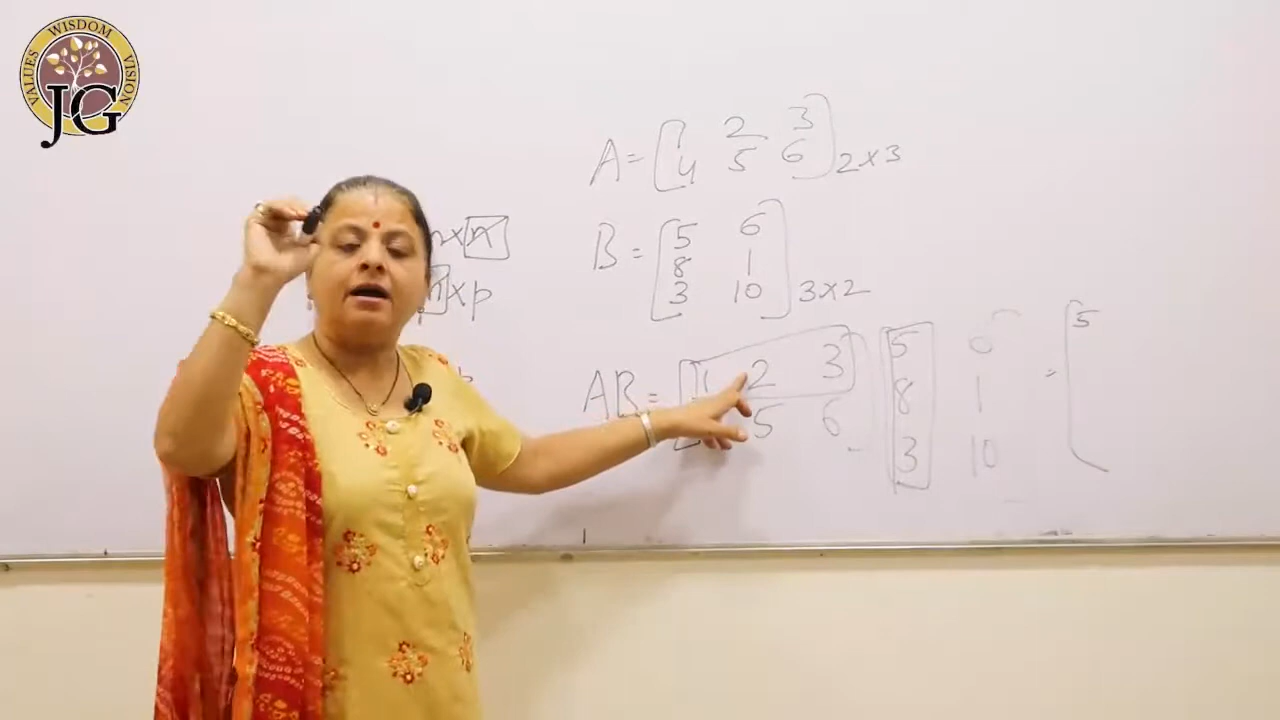 VALUES WISDOM VISION
JG
A = [1 2 3
4 5 6] 2×3
×n
×p
B = [5 6
8 1
3 10] 3×2
AB = [1 2 3
5 6]
[5 6
8 1
3 10]
= [5